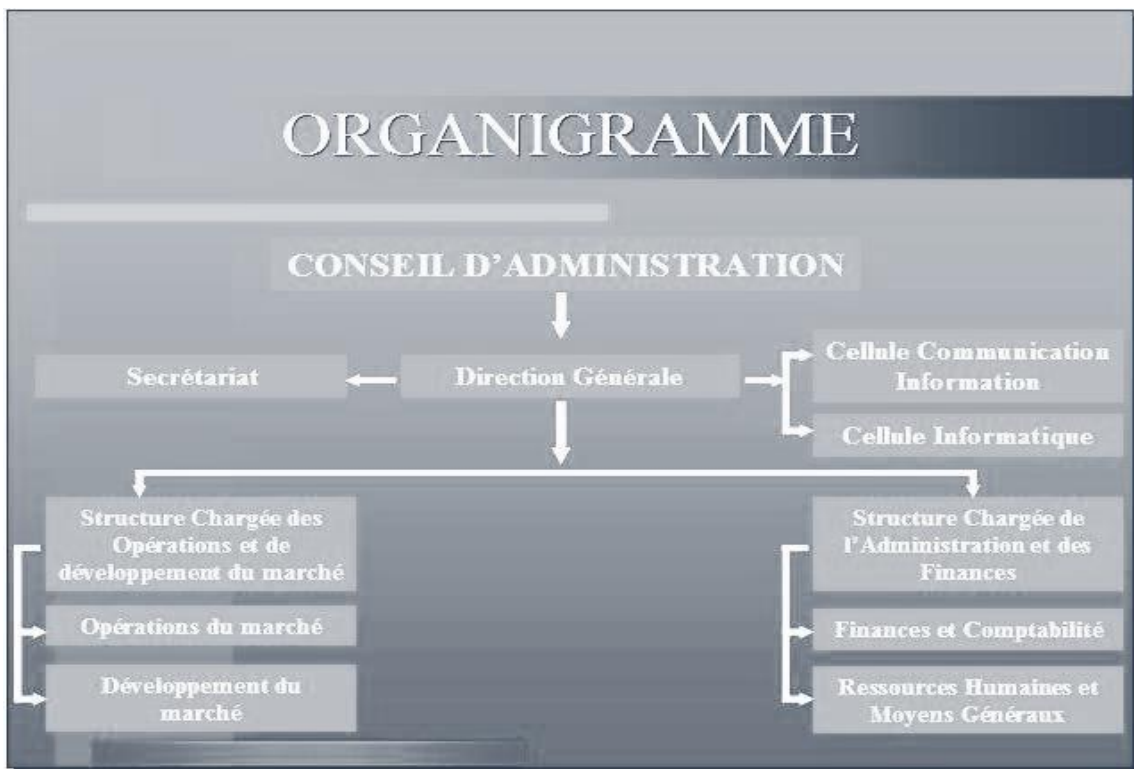 ORGANIGRAMME
CONSEIL D'ADMINISTRATION
Secrétariat
Direction Générale
Cellule Communication
Information
Cellule Informatique
Structure Chargée des
Opérations et de
développement du marché
Opérations du marché
Développement du
marché
Structure Chargée de
l'Administration et des
Finances
Finances et Comptabilité
Ressources Humaines et
Moyens Généraux